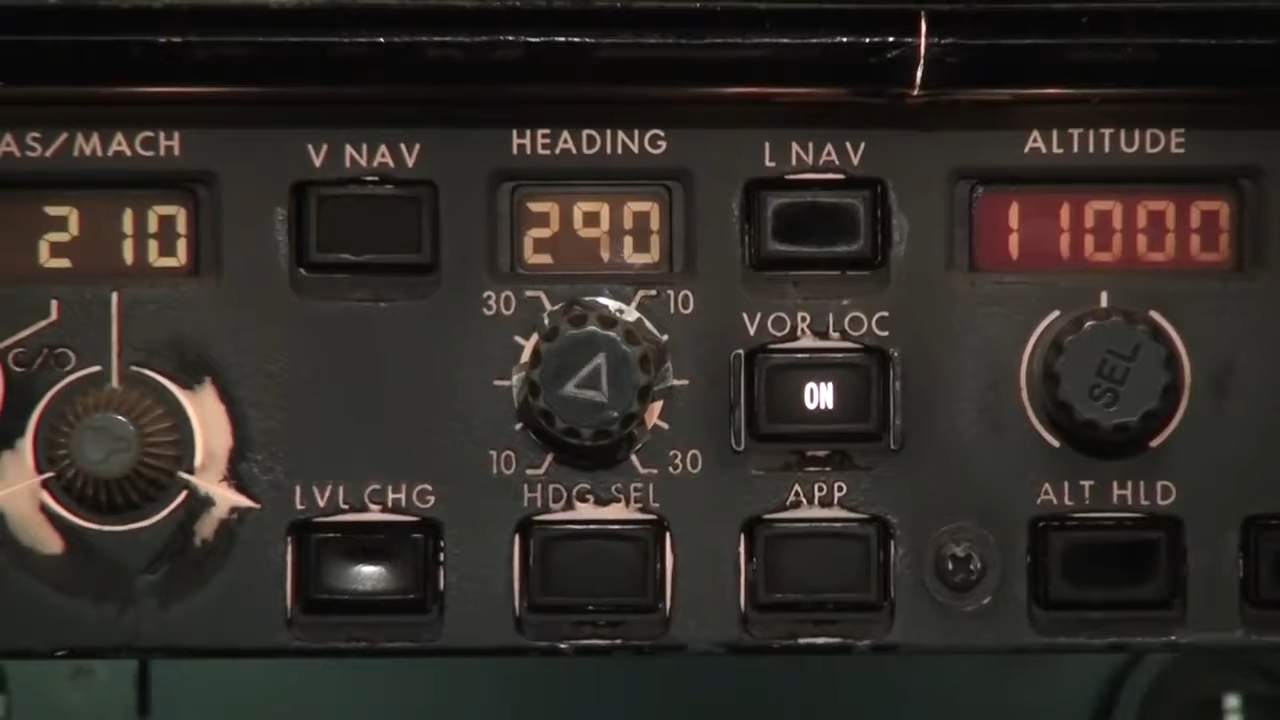 AS/MACH V NAV HEADING L NAV ALTITUDE
210 290 11000
30 10
C/O VOR LOC
ON SEL
10 30
LVL CHG HDG SEL APP ALT HLD